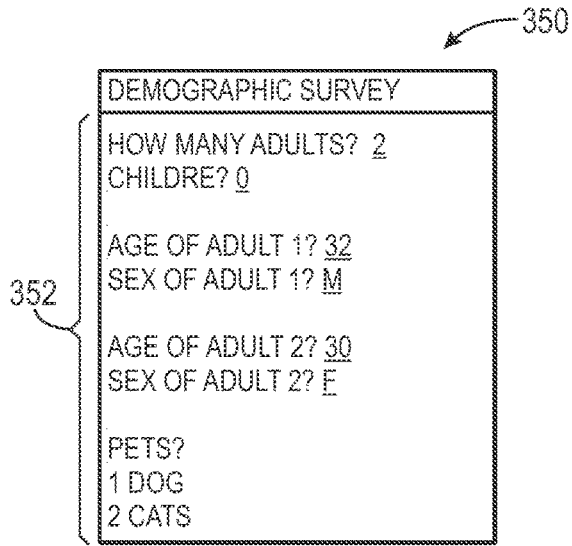 350
DEMOGRAPHIC SURVEY
HOW MANY ADULTS? 2
CHILDRE? 0
AGE OF ADULT 1? 32
SEX OF ADULT 1? M
352
AGE OF ADULT 2? 30
SEX OF ADULT 2? F
PETS?
1 DOG
2 CATS